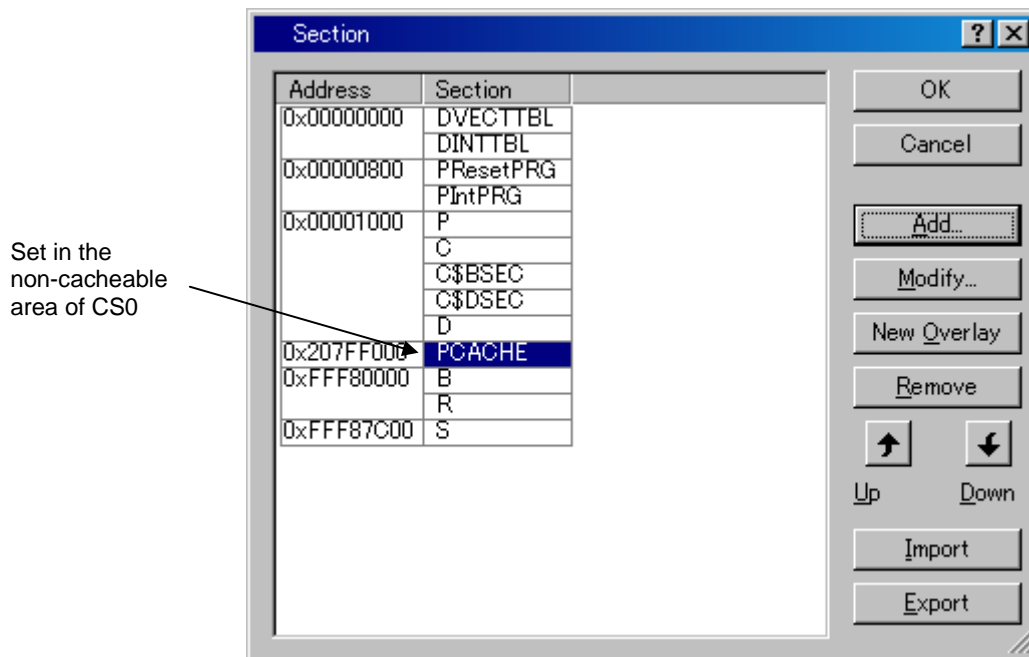 Section
Address Section
0x00000000 DVECTTBL
DINTTBL
0x00000800 PResetPRG
PIntPRG
0x00001000 P
C
C$BSEC
C$DSEC
D
0x207FF000 PCACHE
0xFFF80000 B
R
0xFFF87C00 S
Set in the
non-cacheable
area of CS0
OK
Cancel
Add...
Modify...
New Overlay
Remove
Up Down
Import
Export